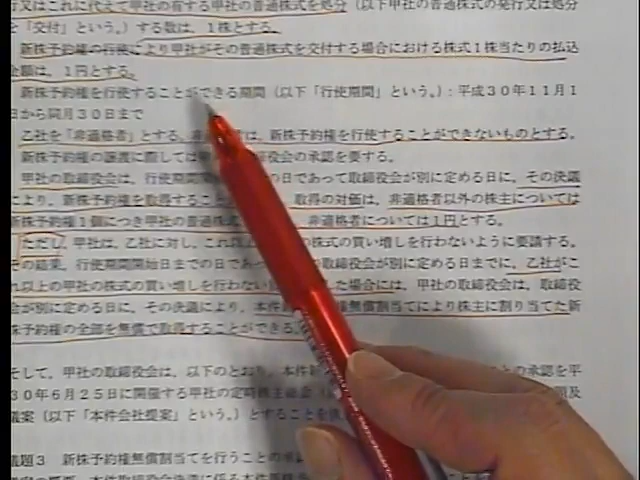 又はこれに代えて甲社の有する甲社の普通株式を処分（以下甲社の普通株式の発行又は処分
を「交付」という。）する数は、1株とする。
新株予約権の行使により甲社がその普通株式を交付する場合における株式1株当たりの払込
金額は、1円とする。
新株予約権を行使することができる期間（以下「行使期間」という。）：平成30年11月1
日から同月30日まで
乙社を「非適格者」とする。非 は、新株予約権を行使することができないものとする。
新株予約権の譲渡に際しては 役会の承認を要する。
甲社の取締役会は、行使期間 の日であって取締役会が別に定める日に、その決議
により、新株予約権を取得すること 取得の対価は、非適格者以外の株主については
新株予約権1個につき甲社の普通株式 非適格者については1円とする。
ただし、甲社は、乙社に対し、これ以上 の株式の買い増しを行わないように要請する。
その結果、行使期間開始日までの日であ の取締役会が別に定める日までに、乙社がこ
れ以上の甲社の株式の買い増しを行わない した場合には、甲社の取締役会は、取締役
会が別に定める日に、その決議により、本件 権無償割当てにより株主に割り当てた新
株予約権の全部を無償で取得することができる
そして、甲社の取締役会は、以下のとおり、本件新 との承認を平
30年6月25日に開催する甲社の定時株主総会（ 及
議案（以下「本件会社提案」という。）とすることを
議題3 新株予約権無償割当てを行うことの